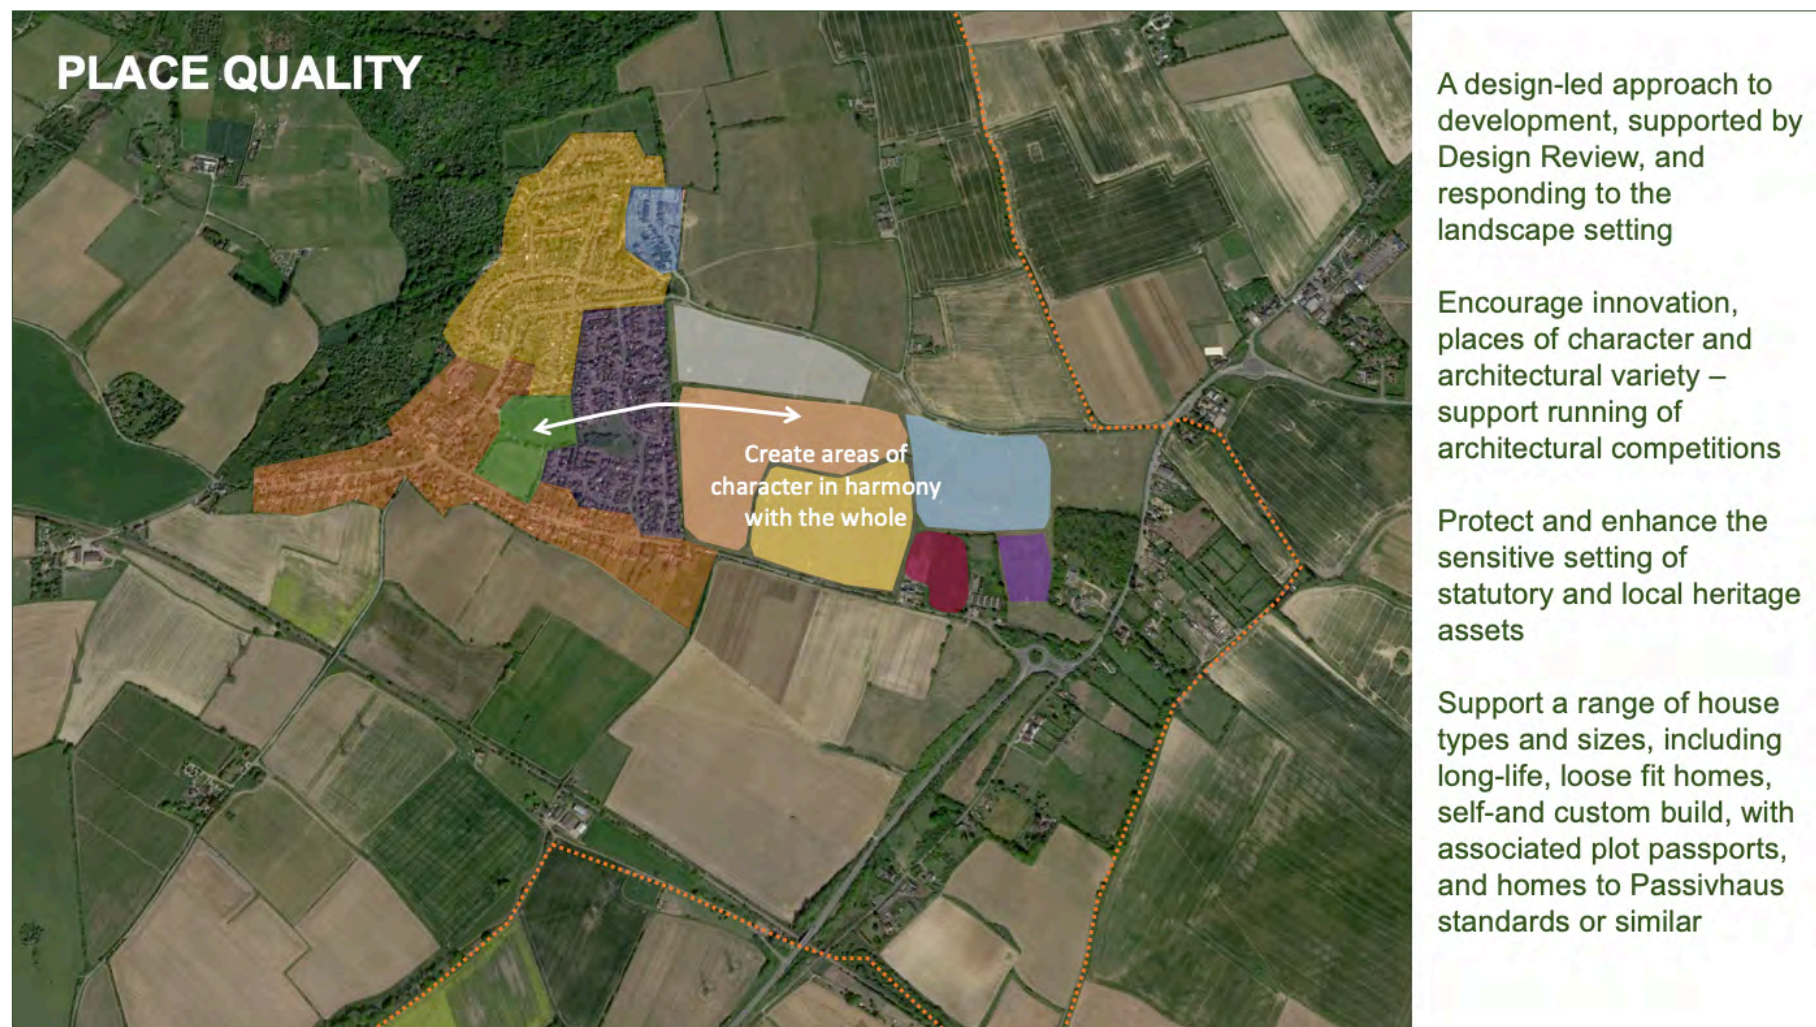 PLACE QUALITY
Create areas of
character in harmony
with the whole
A design-led approach to
development, supported by
Design Review, and
responding to the
landscape setting
Encourage innovation,
places of character and
architectural variety –
support running of
architectural competitions
Protect and enhance the
sensitive setting of
statutory and local heritage
assets
Support a range of house
types and sizes, including
long-life, loose fit homes,
self-and custom build, with
associated plot passports,
and homes to Passivhaus
standards or similar